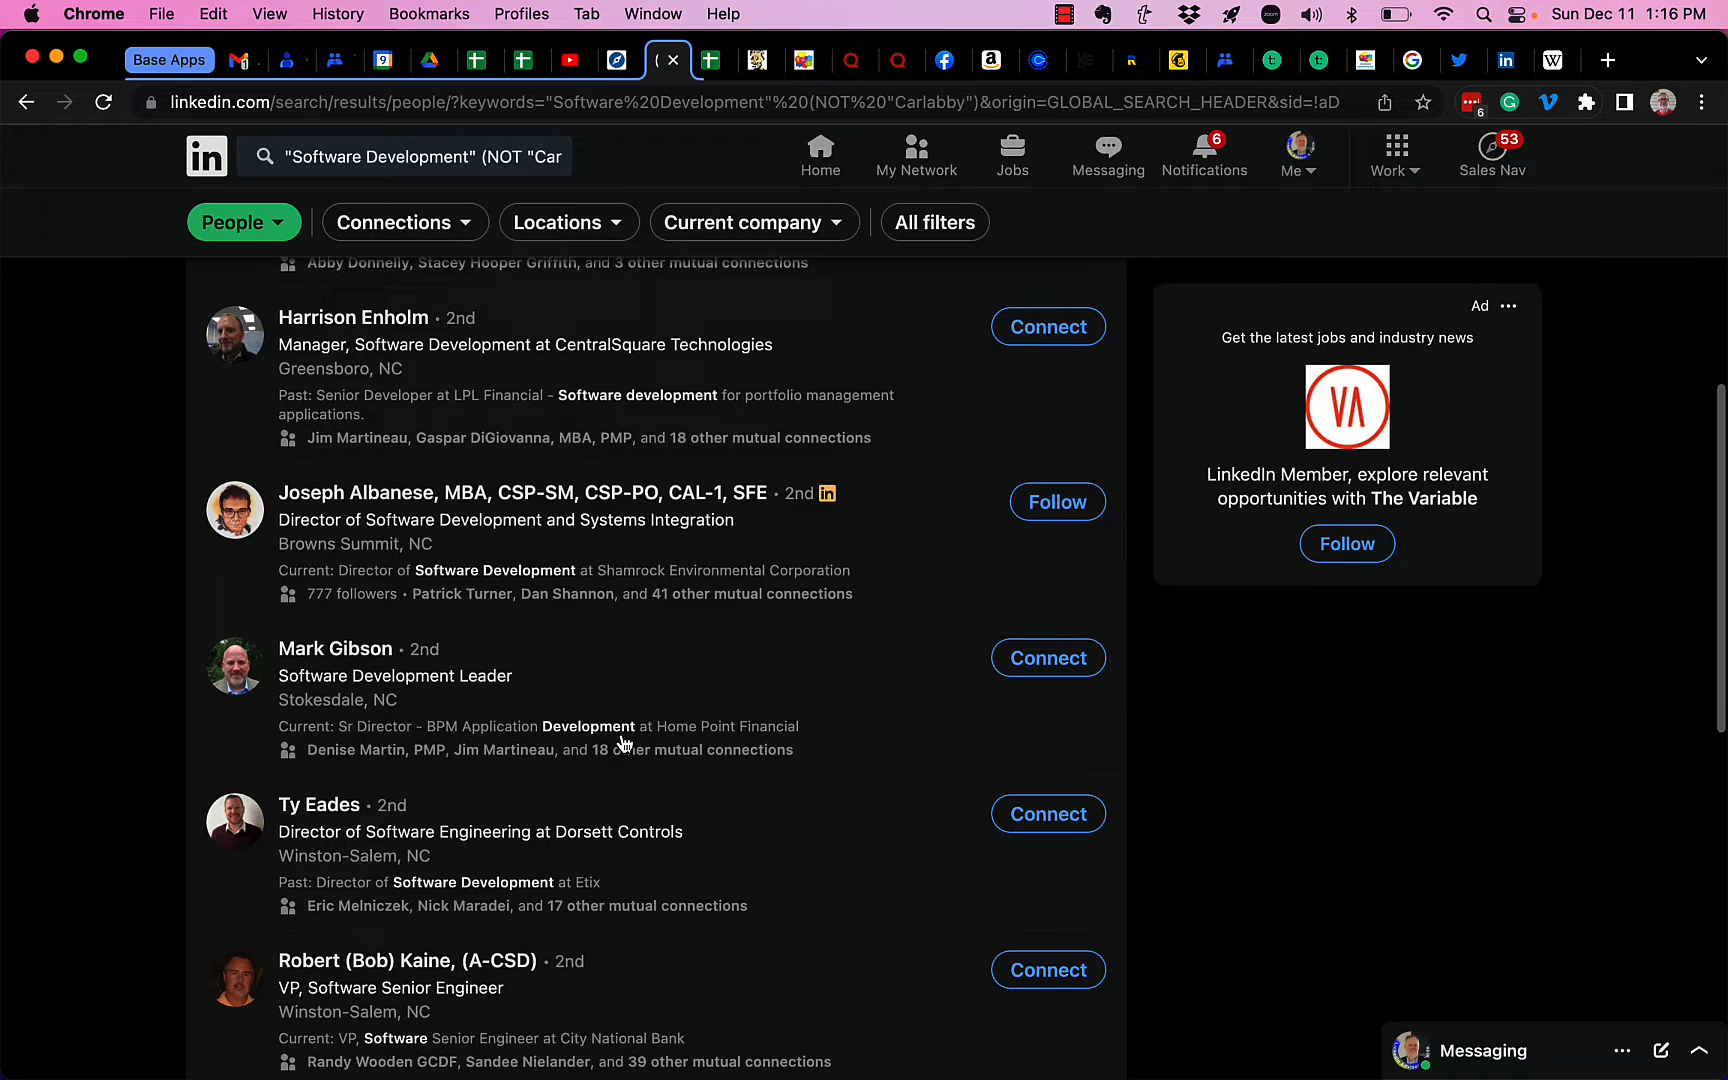 Chrome File Edit View History Bookmarks Profiles Tab Window Help
zoom
Sun Dec 11 1:16 PM
Base Apps
linkedin.com/search/results/people/?keywords="Software%20Development"%20(NOT%20"Carlabby")&origin=GLOBAL_SEARCH_HEADER&sid=!aD
6
in
"Software Development" (NOT "Car
Home
My Network
Jobs
Messaging
6
Notifications
Me
Work
53
Sales Nav
People
Connections
Locations
Current company
All filters
Abby Donnelly, Stacey Hooper Griffith, and 3 other mutual connections
Harrison Enholm • 2nd
Manager, Software Development at CentralSquare Technologies
Greensboro, NC
Past: Senior Developer at LPL Financial - Software development for portfolio management
applications.
Jim Martineau, Gaspar DiGiovanna, MBA, PMP, and 18 other mutual connections
Connect
Joseph Albanese, MBA, CSP-SM, CSP-PO, CAL-1, SFE • 2nd in
Director of Software Development and Systems Integration
Browns Summit, NC
Current: Director of Software Development at Shamrock Environmental Corporation
777 followers • Patrick Turner, Dan Shannon, and 41 other mutual connections
Follow
Mark Gibson • 2nd
Software Development Leader
Stokesdale, NC
Current: Sr Director - BPM Application Development at Home Point Financial
Denise Martin, PMP, Jim Martineau, and 18 other mutual connections
Connect
Ty Eades • 2nd
Director of Software Engineering at Dorsett Controls
Winston-Salem, NC
Past: Director of Software Development at Etix
Eric Melniczek, Nick Maradei, and 17 other mutual connections
Connect
Robert (Bob) Kaine, (A-CSD) • 2nd
VP, Software Senior Engineer
Winston-Salem, NC
Current: VP, Software Senior Engineer at City National Bank
Randy Wooden GCDF, Sandee Nielander, and 39 other mutual connections
Connect
Ad
Get the latest jobs and industry news
VA
LinkedIn Member, explore relevant
opportunities with The Variable
Follow
Messaging